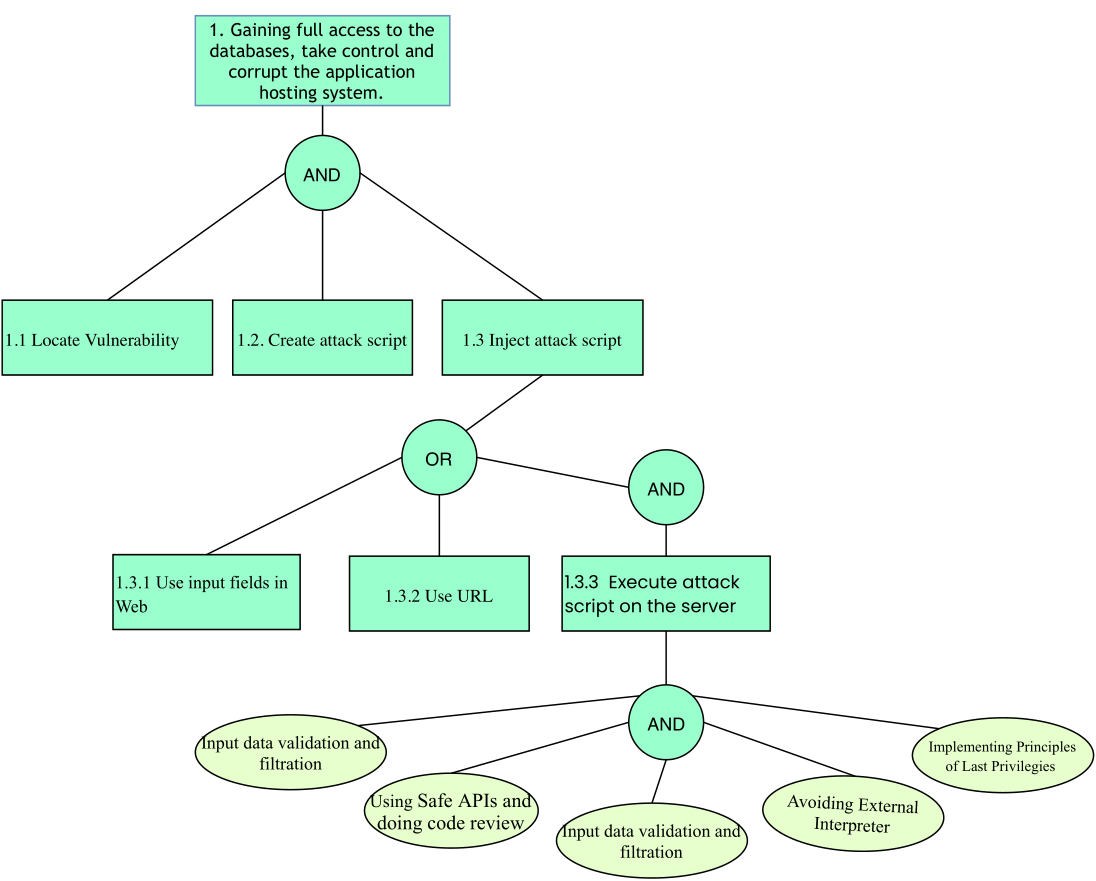 1. Gaining full access to the
databases, take control and
corrupt the application
hosting system.
AND
1.1 Locate Vulnerability
1.2. Create attack script
1.3 Inject attack script
OR
AND
1.3.1 Use input fields in
Web
1.3.2 Use URL
1.3.3 Execute attack
script on the server
AND
Input data validation and
filtration
Using Safe APIs and
doing code review
Input data validation and
filtration
Avoiding External
Interpreter
Implementing Principles
of Last Privilegies